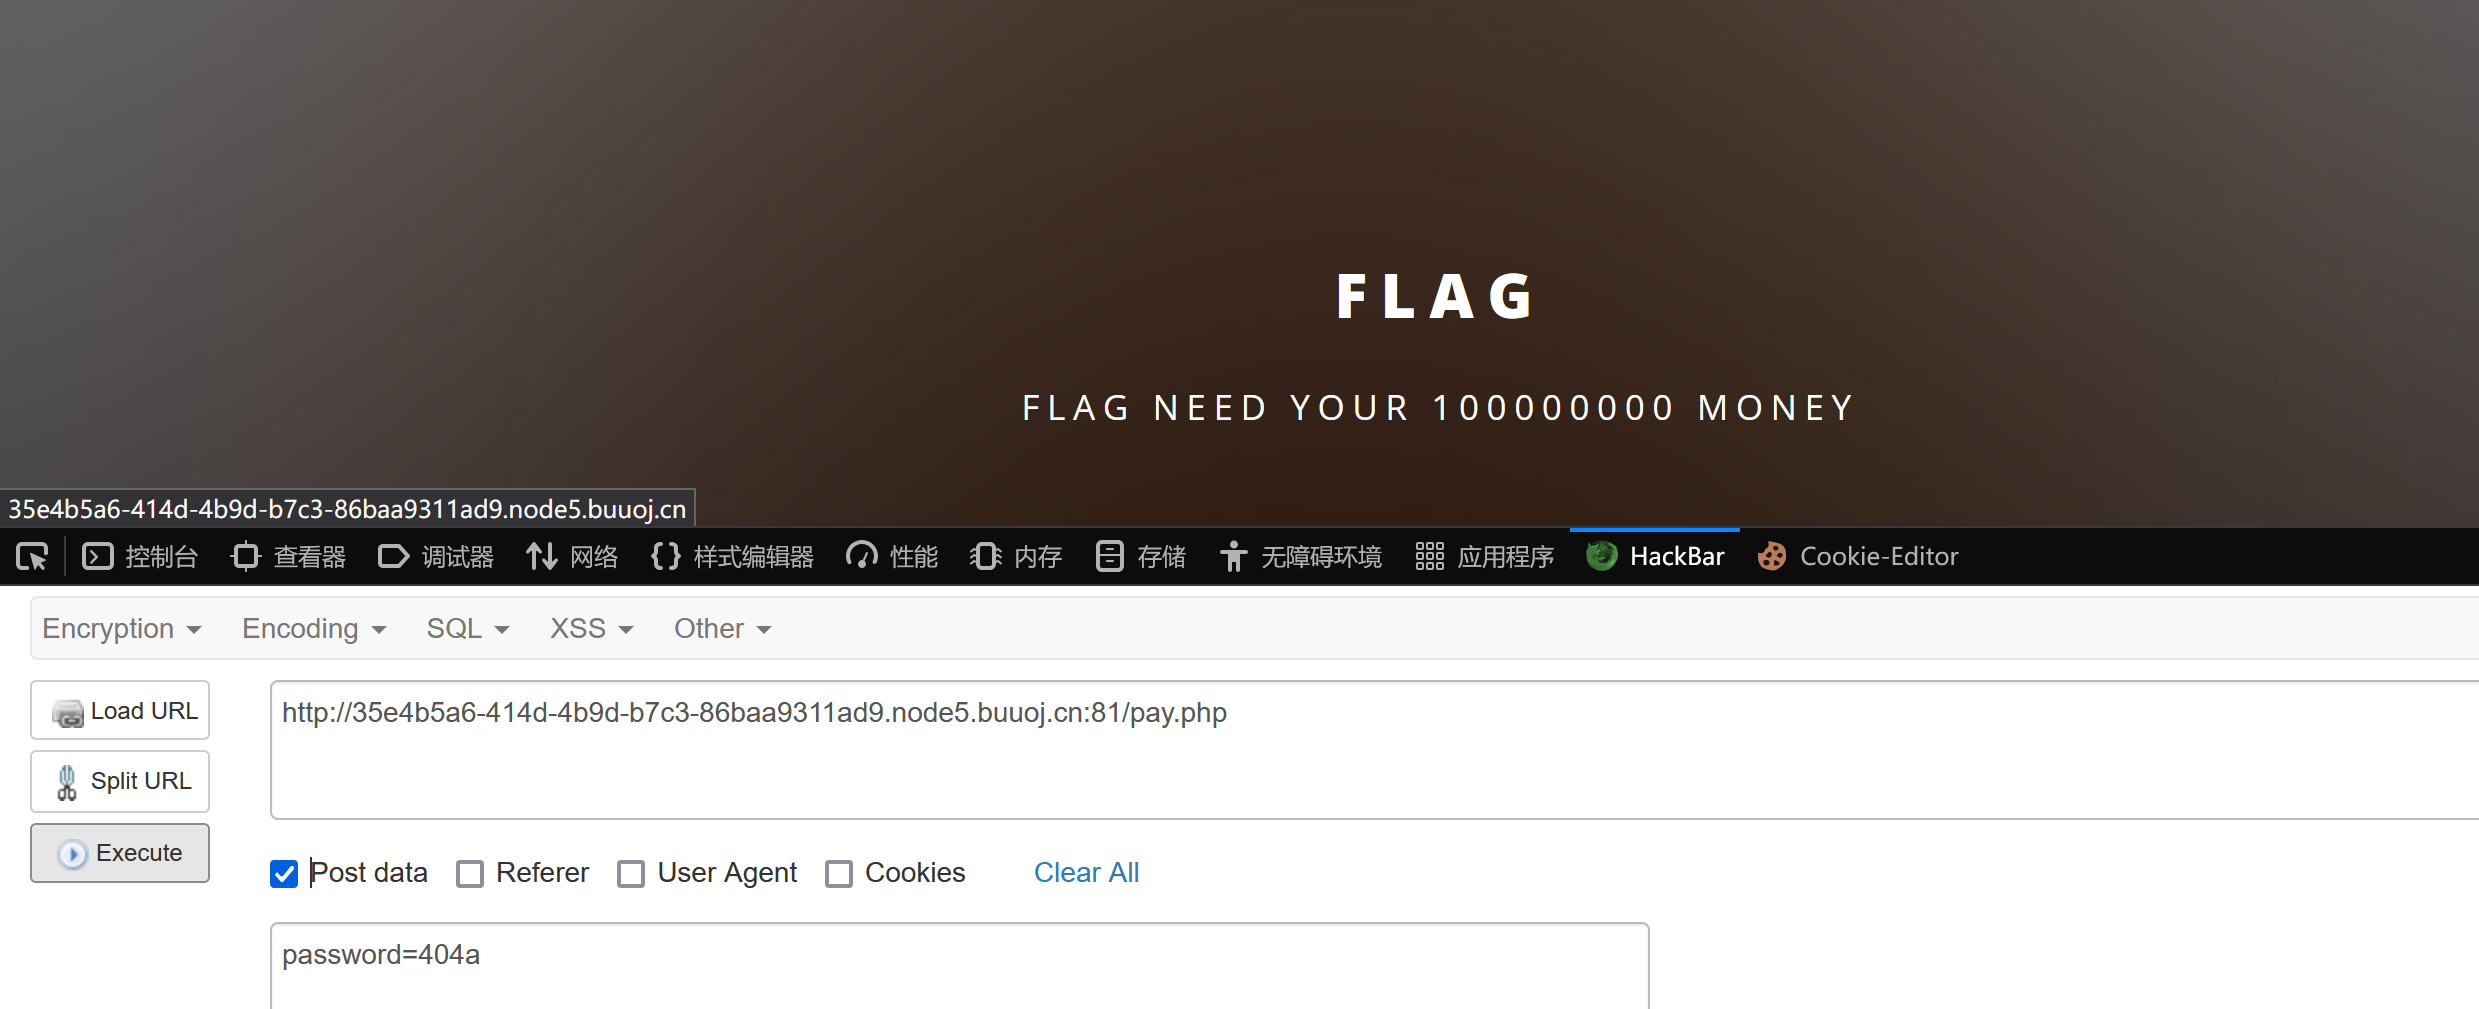 FLAG
FLAG NEED YOUR 100000000 MONEY
35e4b5a6-414d-4b9d-b7c3-86baa9311ad9.node5.buuoj.cn
控制台 查看器 调试器 网络 样式编辑器 性能 内存 存储 无障碍环境 应用程序 HackBar Cookie-Editor
Encryption Encoding SQL XSS Other
Load URL
http://35e4b5a6-414d-4b9d-b7c3-86baa9311ad9.node5.buuoj.cn:81/pay.php
Split URL
Execute
Post data Referer User Agent Cookies Clear All
password=404a